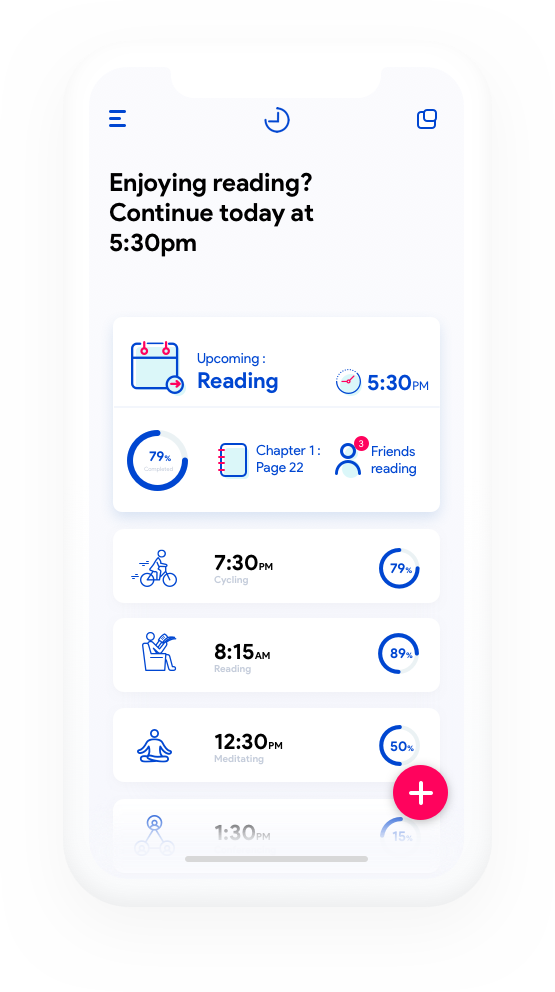 Enjoying reading?
Continue today at
5:30pm
Upcoming :
Reading
5:30PM
79%
Completed
Chapter 1 :
Page 22
3
Friends
reading
7:30PM
Cycling
79%
8:15AM
Reading
89%
12:30PM
Meditating
50%
1:30PM
15%